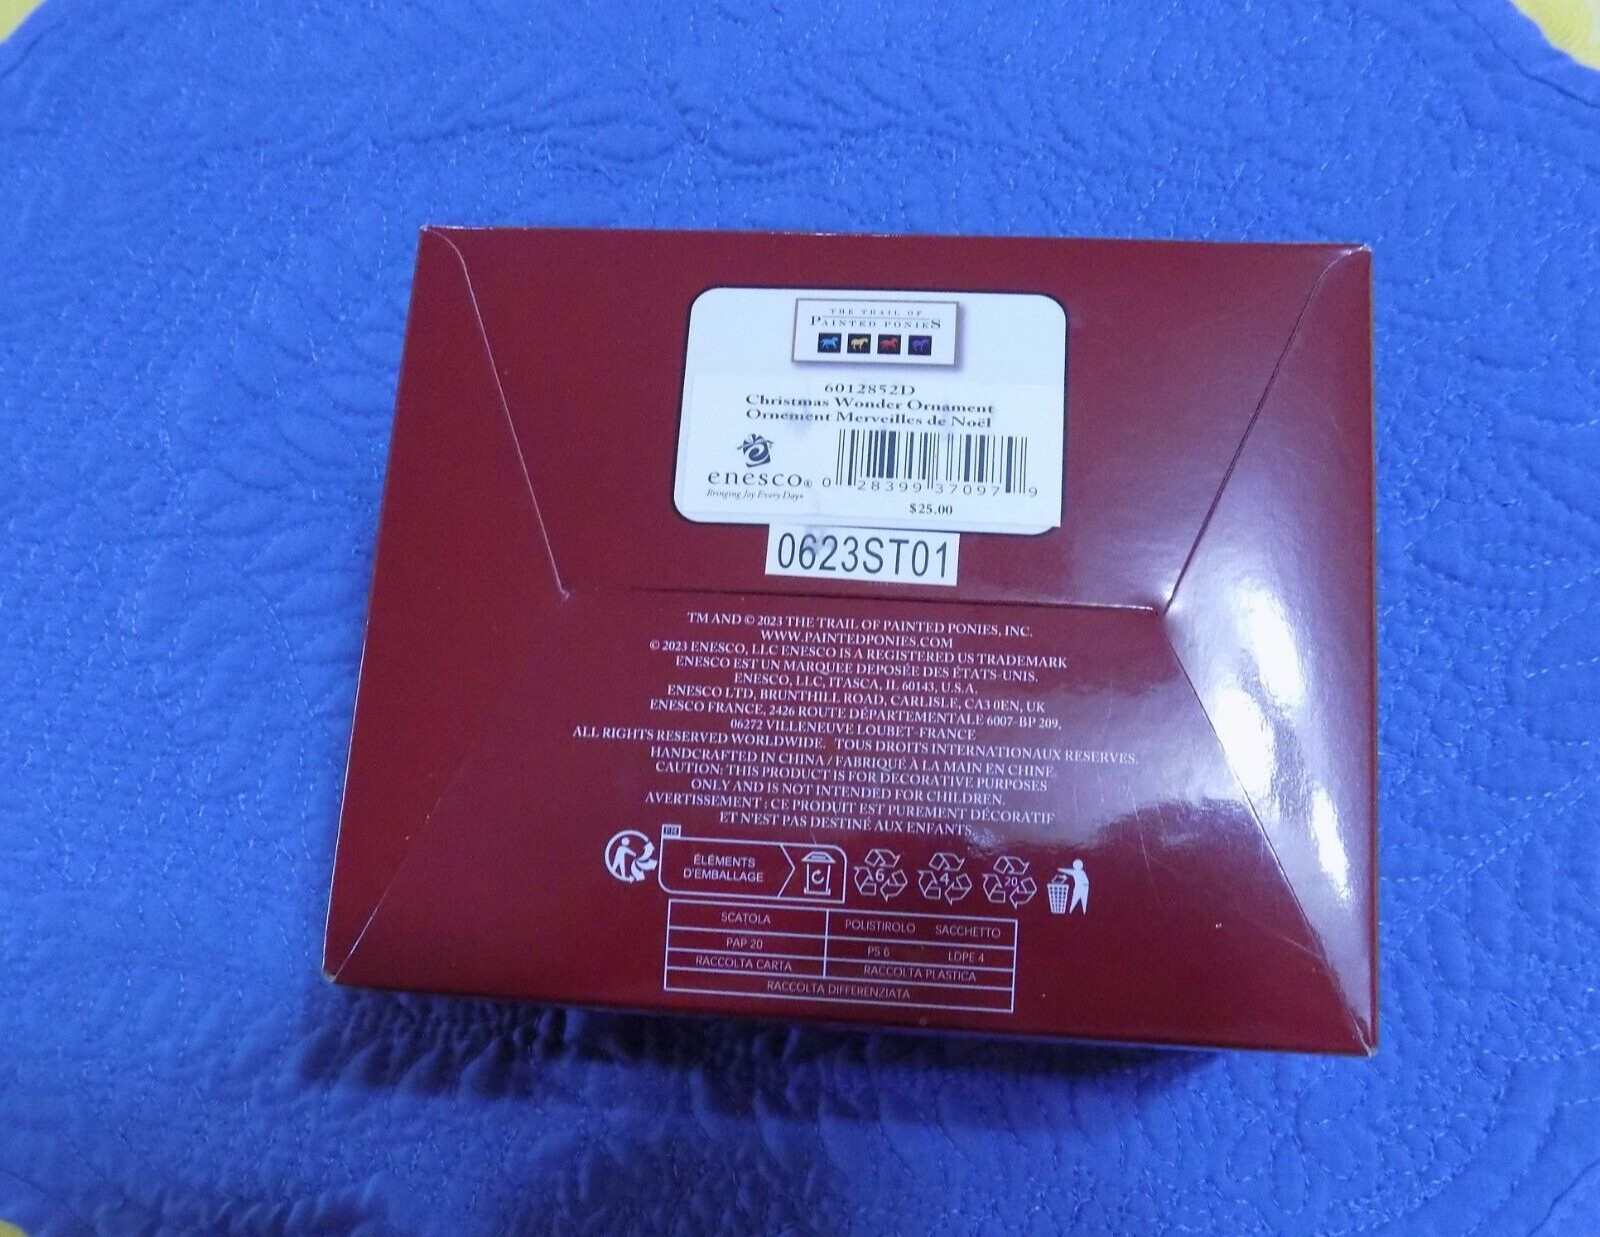 THE TRAIL OF
PAINTED PONIES
6012852D
Christmas Wonder Ornament
Ornement Merveilles de Noël
enesco®
Bringing Joy Every Day®
0 28399 37097 9
$25.00
0623ST01
TM AND © 2023 THE TRAIL OF PAINTED PONIES, INC.
WWW.PAINTEDPONIES.COM
© 2023 ENESCO, LLC ENESCO IS A REGISTERED US TRADEMARK
ENESCO EST UN MARQUEE DEPOSÉE DES ÉTATS-UNIS.
ENESCO, LLC, ITASCA, IL 60143, U.S.A.
ENESCO LTD, BRUNTHILL ROAD, CARLISLE, CA3 0EN, UK
ENESCO FRANCE, 2426 ROUTE DÉPARTEMENTALE 6007-BP 209,
06272 VILLENEUVE LOUBET-FRANCE
ALL RIGHTS RESERVED WORLDWIDE. TOUS DROITS INTERNATIONAUX RESERVES.
HANDCRAFTED IN CHINA / FABRIQUÉ À LA MAIN EN CHINE
CAUTION: THIS PRODUCT IS FOR DECORATIVE PURPOSES
ONLY AND IS NOT INTENDED FOR CHILDREN.
AVERTISSEMENT : CE PRODUIT EST PUREMENT DÉCORATIF
ET N'EST PAS DESTINÉ AUX ENFANTS.
FR
ÉLÉMENTS
D'EMBALLAGE
6 4 20
SCATOLA POLISTIROLO SACCHETTO
PAP 20 PS 6 LDPE 4
RACCOLTA CARTA RACCOLTA PLASTICA
RACCOLTA DIFFERENZIATA